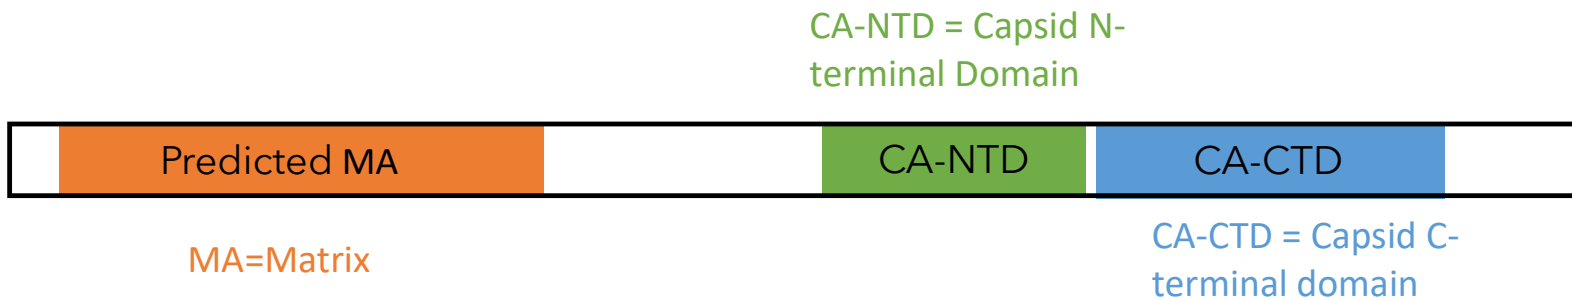 CA-NTD = Capsid N-
terminal Domain
Predicted MA
CA-NTD
CA-CTD
MA=Matrix
CA-CTD = Capsid C-
terminal domain